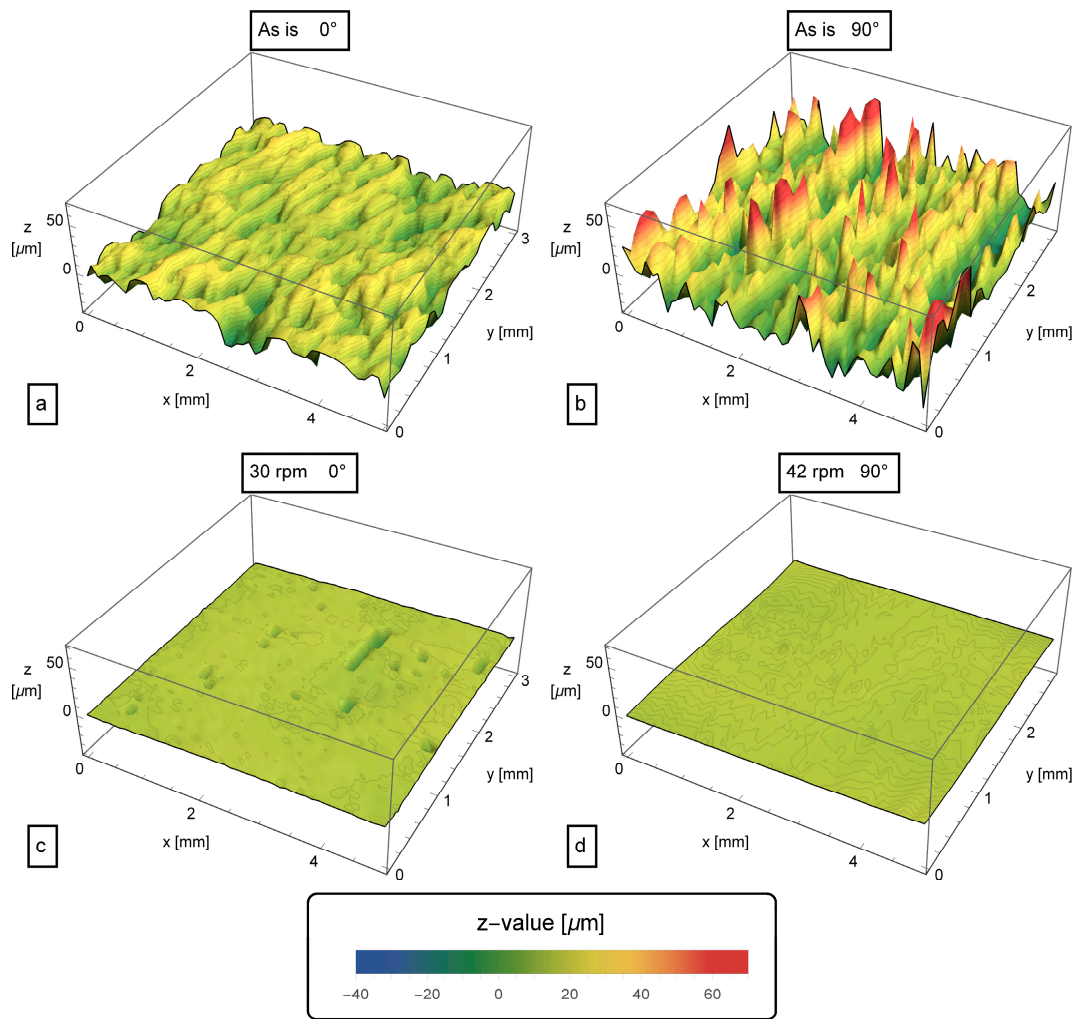 As is 0°
As is 90°
z
[μm]
50
0
0
2
4
x [mm]
0
1
2
3
y [mm]
a
z
[μm]
50
0
0
2
4
x [mm]
0
1
2
y [mm]
b
30 rpm 0°
42 rpm 90°
z
[μm]
50
0
0
2
4
x [mm]
0
1
2
3
y [mm]
c
z
[μm]
50
0
0
2
4
x [mm]
0
1
2
y [mm]
d
z−value [μm]
−40 −20 0 20 40 60